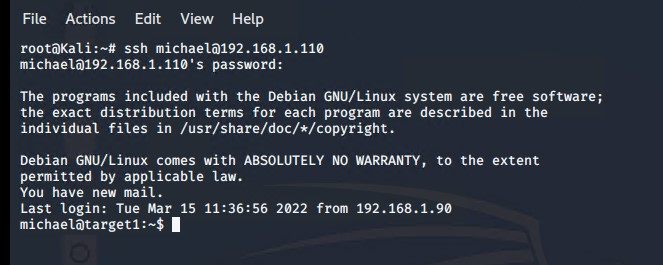 File Actions Edit View Help
root@Kali:~# ssh michael@192.168.1.110
michael@192.168.1.110's password:
The programs included with the Debian GNU/Linux system are free software;
the exact distribution terms for each program are described in the
individual files in /usr/share/doc/*/copyright.
Debian GNU/Linux comes with ABSOLUTELY NO WARRANTY, to the extent
permitted by applicable law.
You have new mail.
Last login: Tue Mar 15 11:36:56 2022 from 192.168.1.90
michael@target1:~$